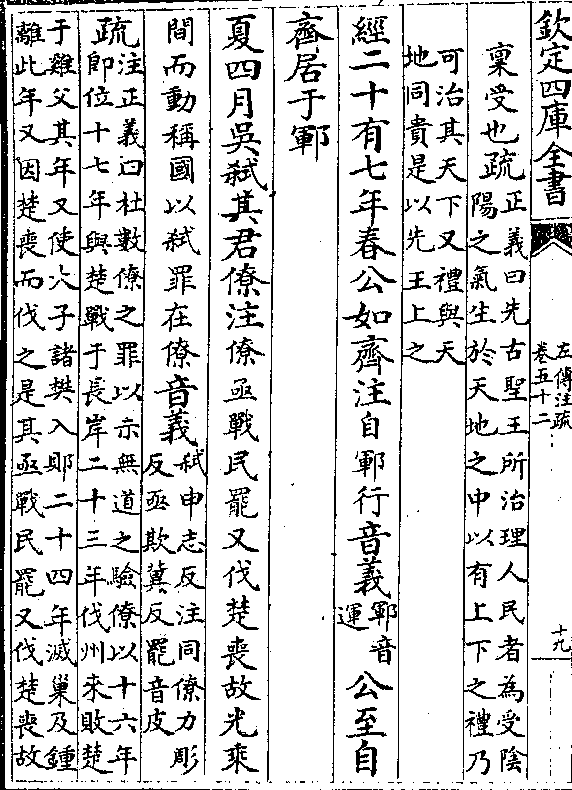 欽定四庫全書
左傳注疏
卷五十二
十九
稟受也疏
正義曰先古聖王所治理人民者為受陰
陽之氣生於天地之中以有上下之禮乃
可治其天下又禮與天
地同貴是以先王上之
經二十有七年春公如齊注自鄆行音義
鄆音
運
公至自
齊居于鄆
夏四月吳弒其君僚注僚亟戰民罷又伐楚喪故光乘
間而動稱國以弒罪在僚音義
弒申志反注同僚力彫
反亟欺冀反罷音皮
疏
注正義曰杜數僚之罪以示無道之驗僚以十六年
即位十七年與楚戰于長岸二十三年伐州來敗楚
于雞父其年又使大子諸樊入郹二十四年滅巢及鍾
離此年又因楚喪而伐之是其亟戰民罷又伐楚喪故